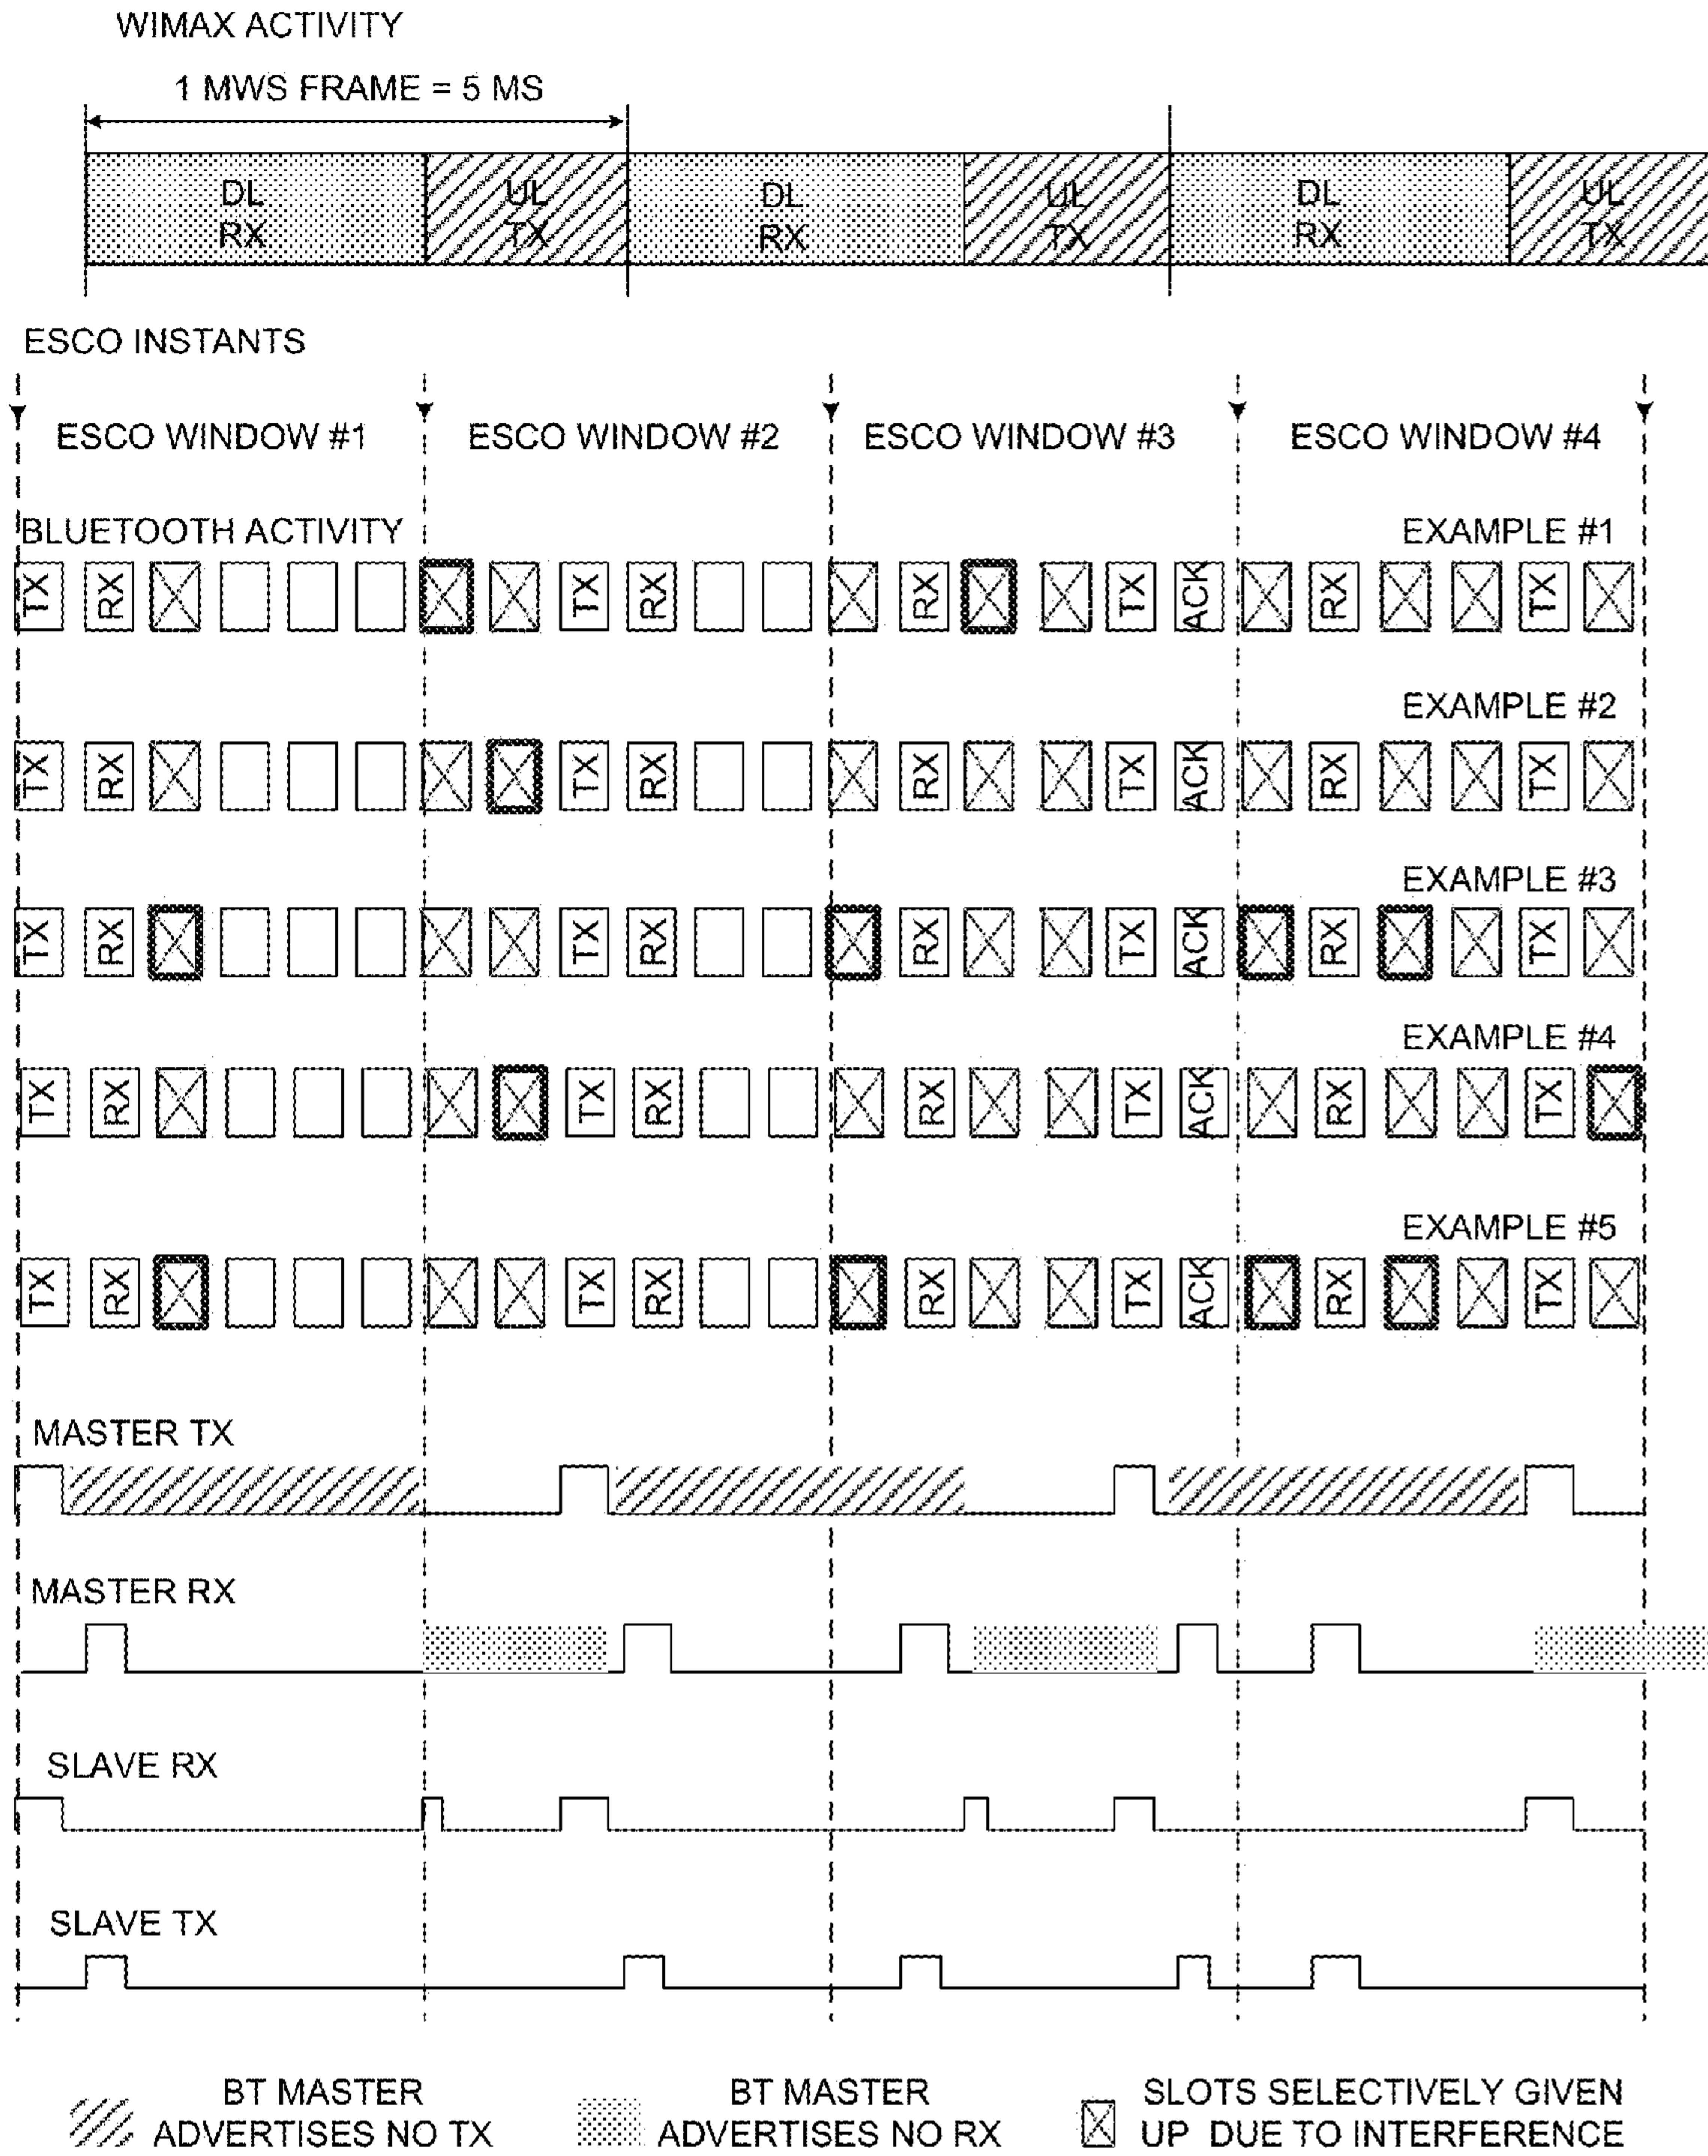 WIMAX ACTIVITY
1 MWS FRAME = 5 MS
DL UL DL UL DL UL
RX TX RX TX RX TX
ESCO INSTANTS
ESCO WINDOW #1 ESCO WINDOW #2 ESCO WINDOW #3 ESCO WINDOW #4
BLUETOOTH ACTIVITY EXAMPLE #1
TX RX TX RX RX TX ACK RX TX
EXAMPLE #2
TX RX TX RX RX TX ACK RX TX
EXAMPLE #3
TX RX TX RX RX TX ACK RX TX
EXAMPLE #4
TX RX TX RX RX TX ACK RX TX
EXAMPLE #5
TX RX TX RX RX TX ACK RX TX
MASTER TX
MASTER RX
SLAVE RX
SLAVE TX
BT MASTER
ADVERTISES NO TX
BT MASTER
ADVERTISES NO RX
SLOTS SELECTIVELY GIVEN
UP DUE TO INTERFERENCE